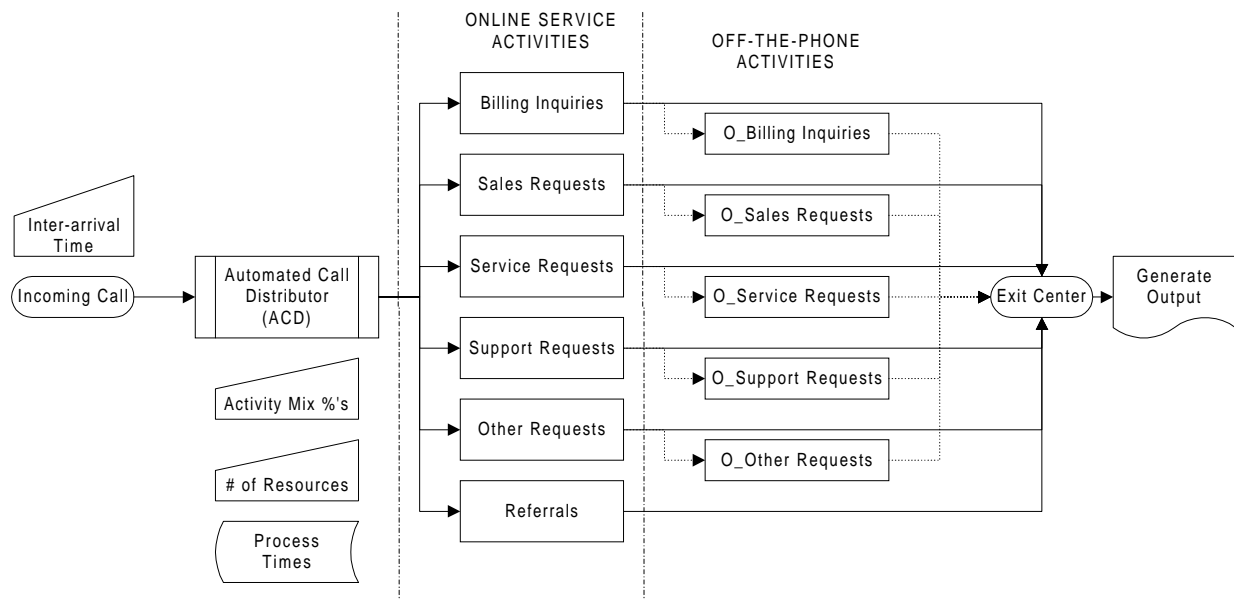 ONLINE SERVICE
ACTIVITIES
OFF-THE-PHONE
ACTIVITIES
Inter-arrival
Time
Incoming Call
Automated Call
Distributor
(ACD)
Activity Mix %'s
# of Resources
Process
Times
Billing Inquiries
Sales Requests
Service Requests
Support Requests
Other Requests
Referrals
O_Billing Inquiries
O_Sales Requests
O_Service Requests
O_Support Requests
O_Other Requests
Exit Center
Generate
Output